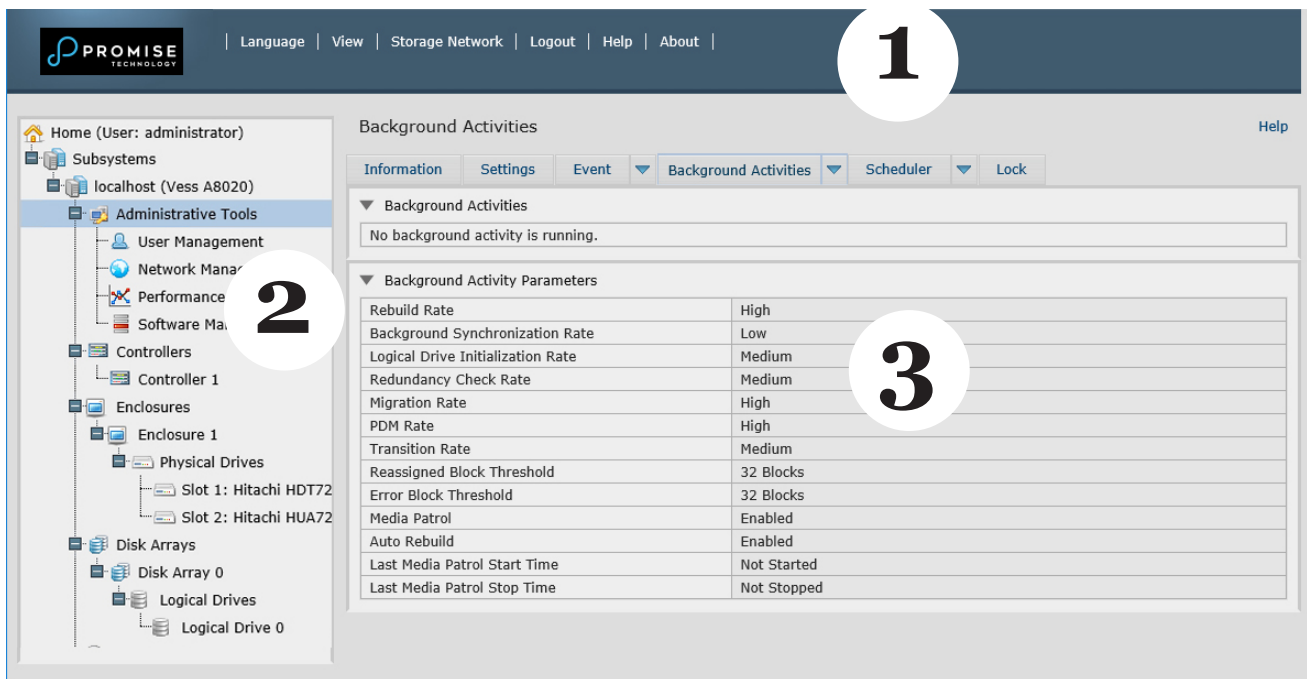 PROMISE
TECHNOLOGY
| Language | View | Storage Network | Logout | Help | About |
1
Home (User: administrator)
Subsystems
localhost (Vess A8020)
Administrative Tools
User Management
Network Mana
Performance
Software Ma
Controllers
Controller 1
Enclosures
Enclosure 1
Physical Drives
Slot 1: Hitachi HDT72
Slot 2: Hitachi HUA72
Disk Arrays
Disk Array 0
Logical Drives
Logical Drive 0
2
Background Activities Help
Information Settings Event Background Activities Scheduler Lock
Background Activities
No background activity is running.
Background Activity Parameters
Rebuild Rate High
Background Synchronization Rate Low
Logical Drive Initialization Rate Medium
Redundancy Check Rate Medium
Migration Rate High
PDM Rate High
Transition Rate Medium
Reassigned Block Threshold 32 Blocks
Error Block Threshold 32 Blocks
Media Patrol Enabled
Auto Rebuild Enabled
Last Media Patrol Start Time Not Started
Last Media Patrol Stop Time Not Stopped
3